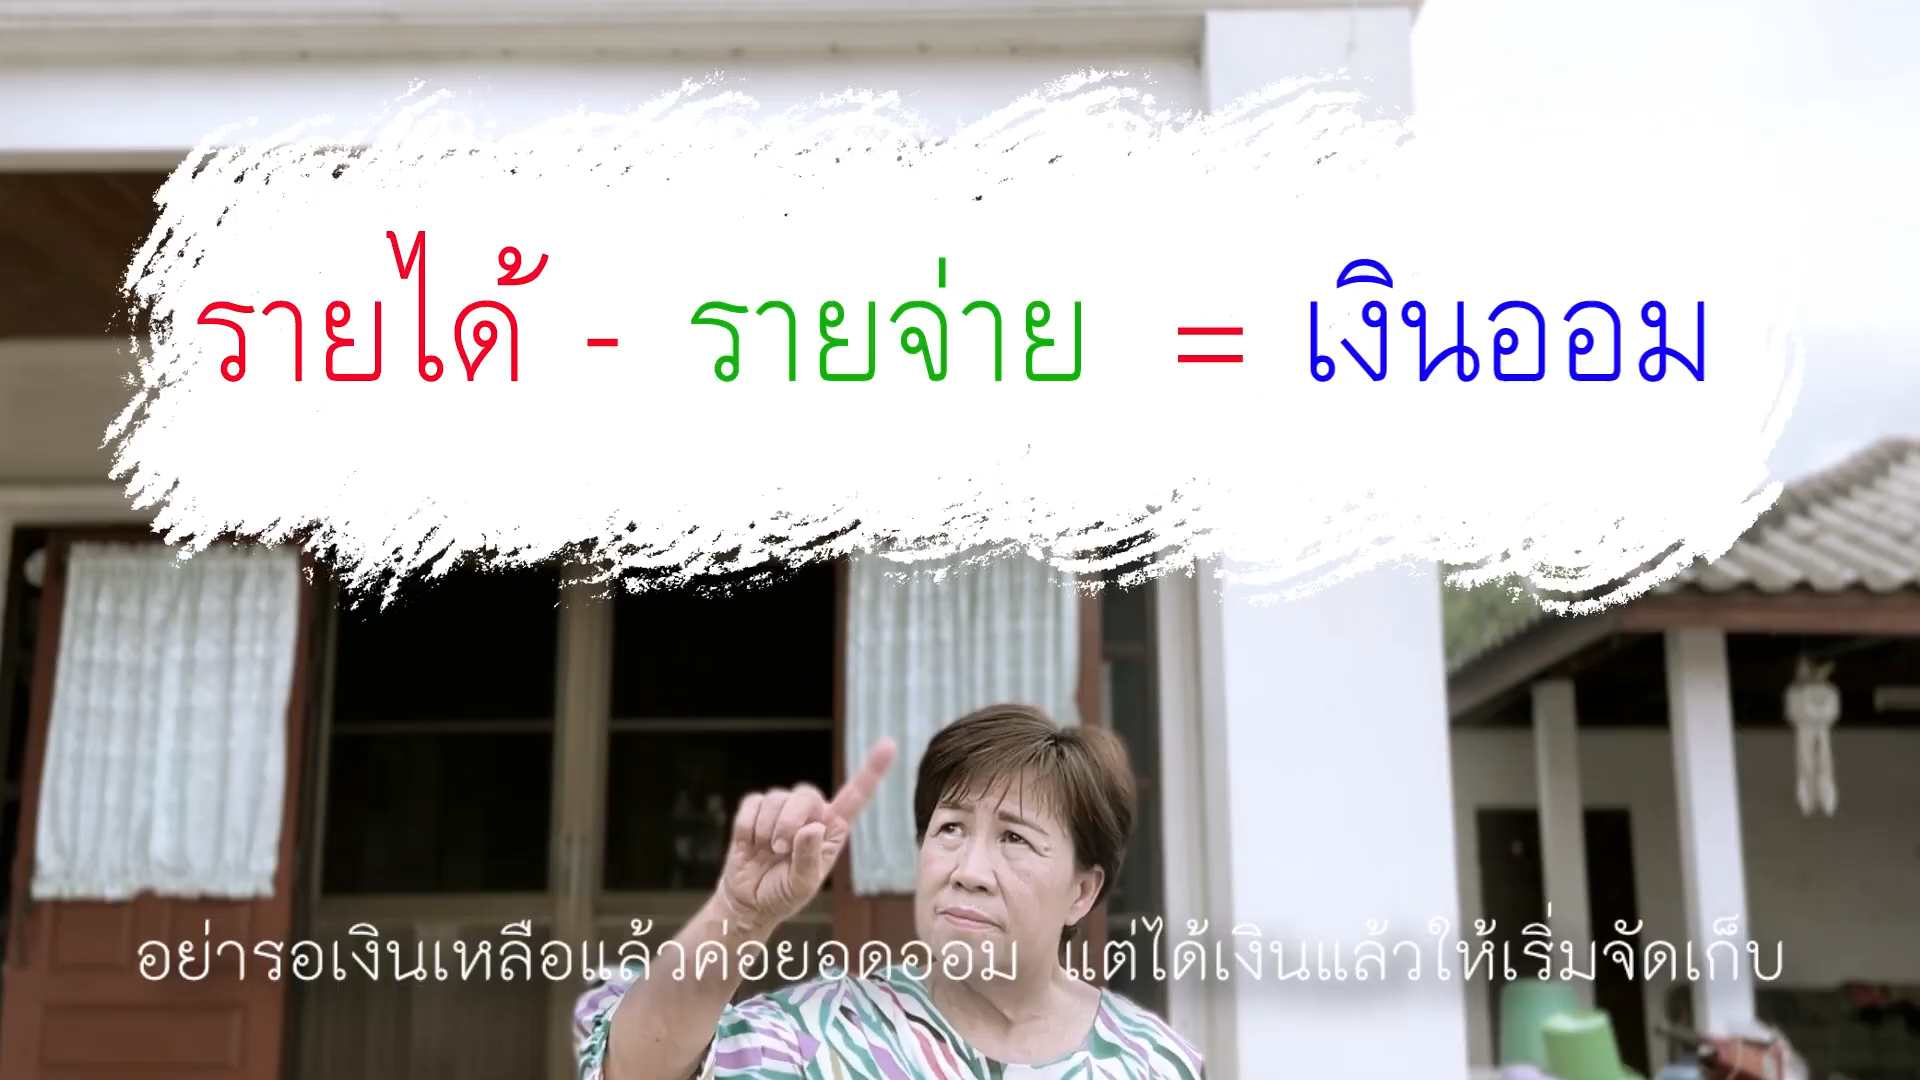 รายได้ - รายจ่าย = เงินออม
อย่ารอเงินเหลือแล้วค่อยยอดออม แต่ได้เงินแล้วให้เริ่มจัดเก็บ